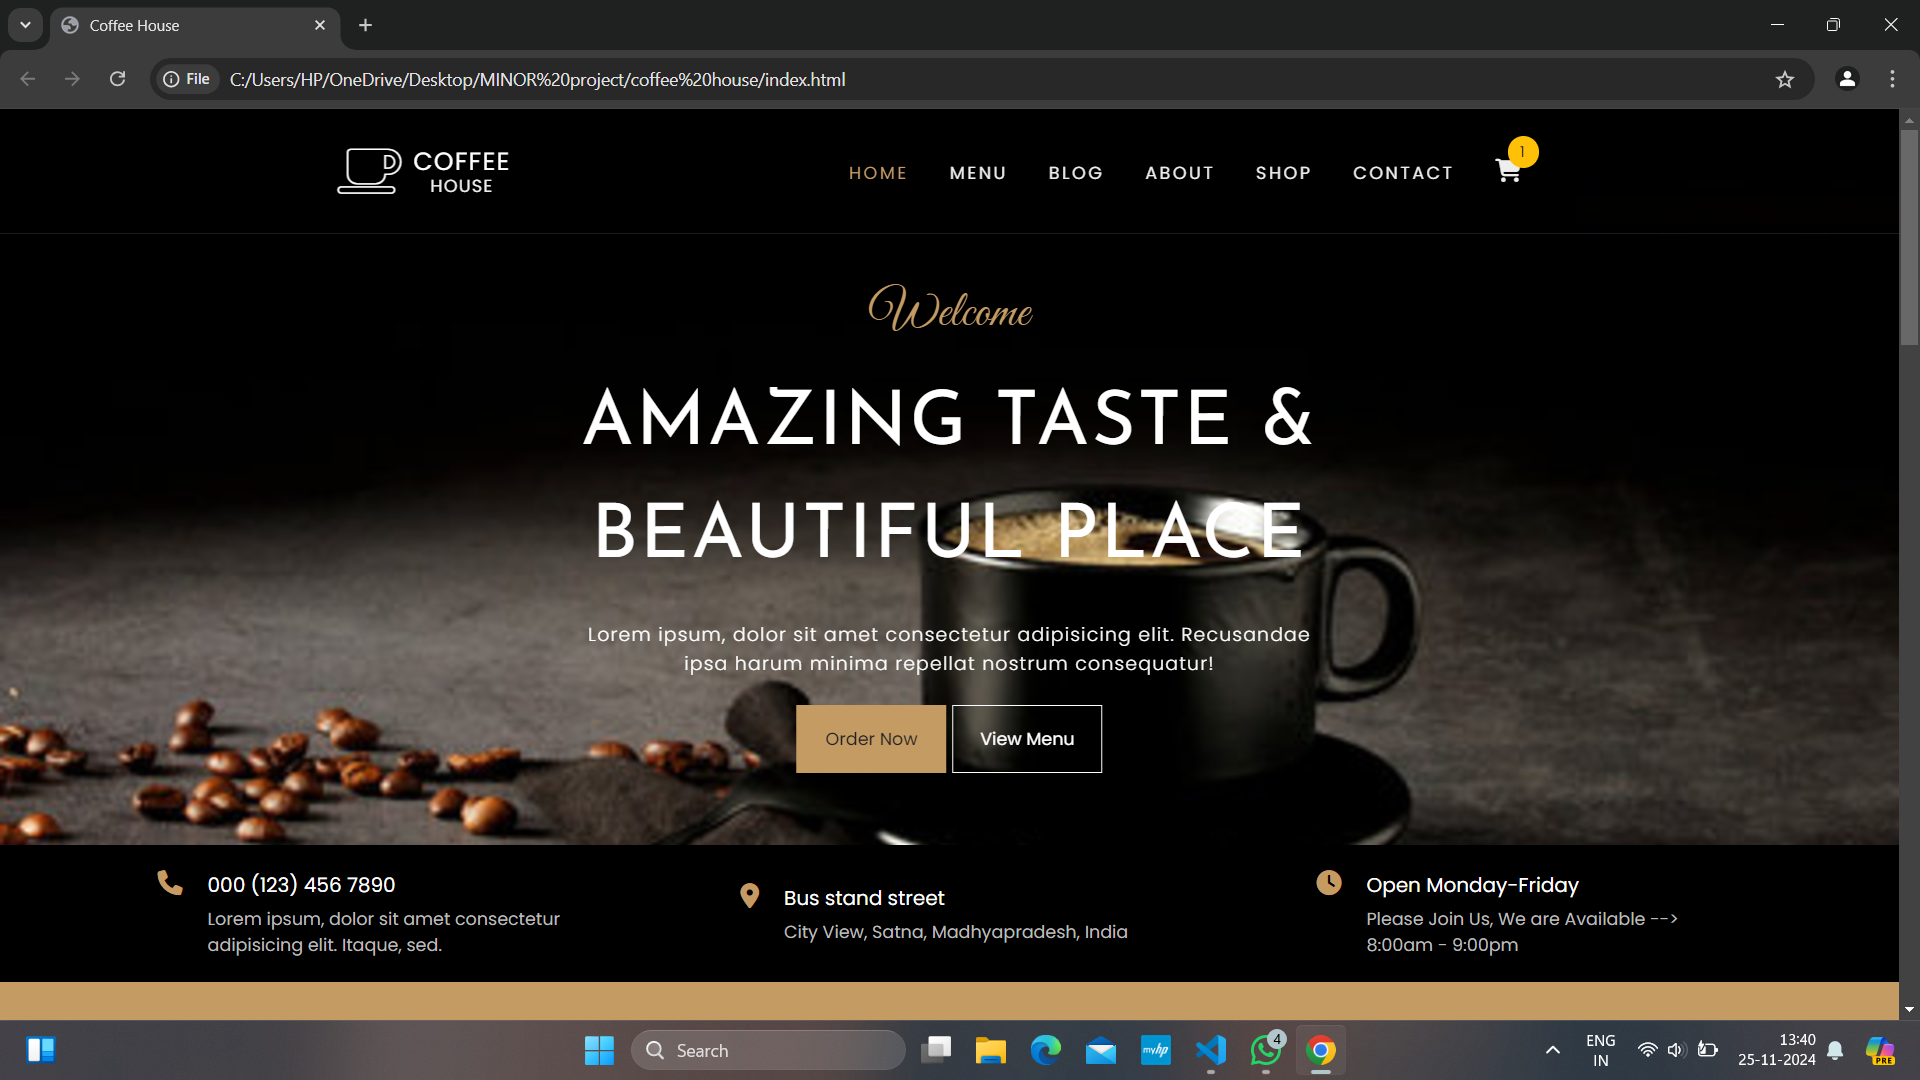 Coffee House
File
C:/Users/HP/OneDrive/Desktop/MINOR%20project/coffee%20house/index.html
COFFEE
HOUSE
HOME MENU BLOG ABOUT SHOP CONTACT
1
Welcome
AMAZING TASTE &
BEAUTIFUL PLACE
Lorem ipsum, dolor sit amet consectetur adipisicing elit. Recusandae
ipsa harum minima repellat nostrum consequatur!
Order Now
View Menu
000 (123) 456 7890
Lorem ipsum, dolor sit amet consectetur
adipisicing elit. Itaque, sed.
Bus stand street
City View, Satna, Madhyapradesh, India
Open Monday-Friday
Please Join Us, We are Available -->
8:00am - 9:00pm
Search
myhp
4
ENG
IN
13:40
25-11-2024
PRE